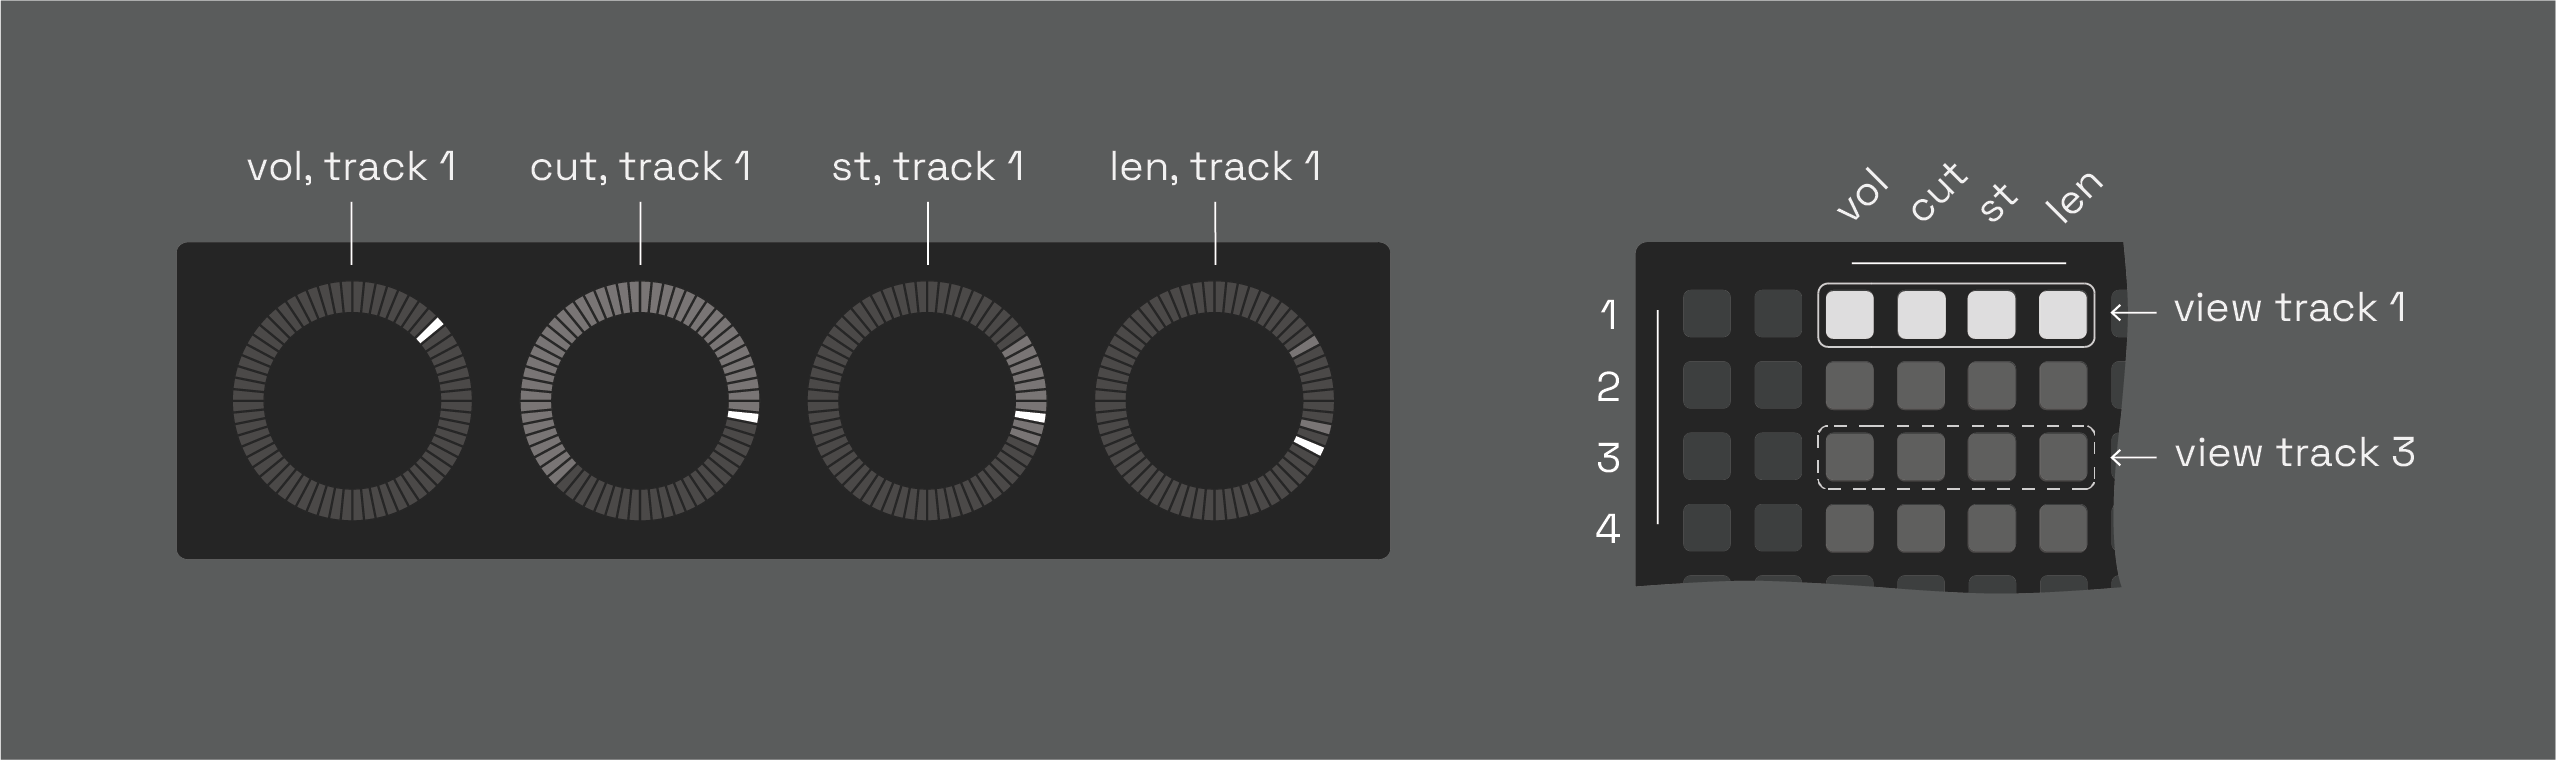 vol, track 1
cut, track 1
st, track 1
len, track 1
vol
cut
st
len
1
view track 1
2
3
view track 3
4